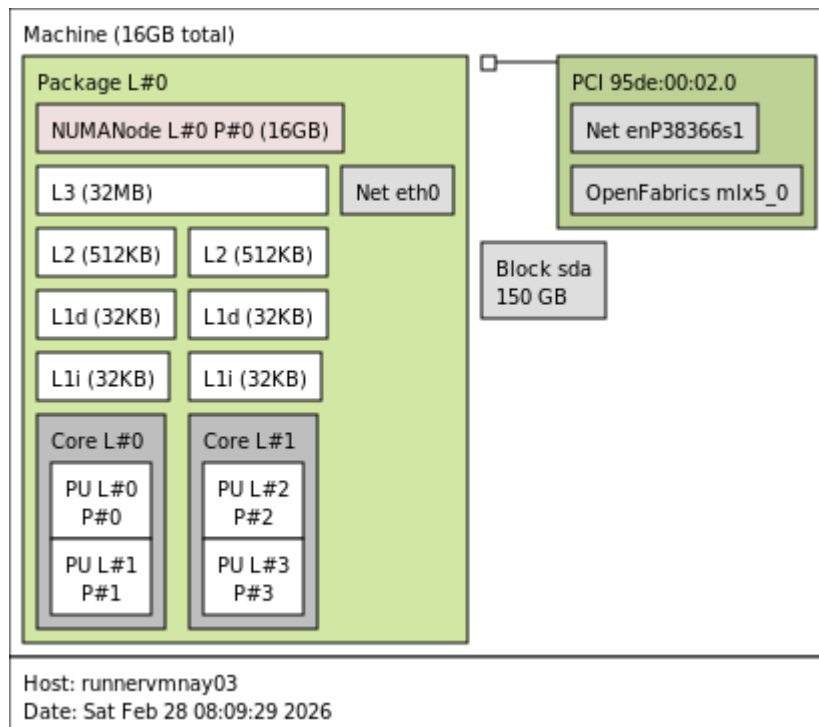 Machine (16GB total)
Package L#0
NUMANode L#0 P#0 (16GB)
L3 (32MB)
Net eth0
L2 (512KB)
L2 (512KB)
L1d (32KB)
L1d (32KB)
L1i (32KB)
L1i (32KB)
Core L#0
PU L#0
P#0
PU L#1
P#1
Core L#1
PU L#2
P#2
PU L#3
P#3
PCI 95de:00:02.0
Net enP38366s1
OpenFabrics mlx5_0
Block sda
150 GB
Host: runnervmnay03
Date: Sat Feb 28 08:09:29 2026